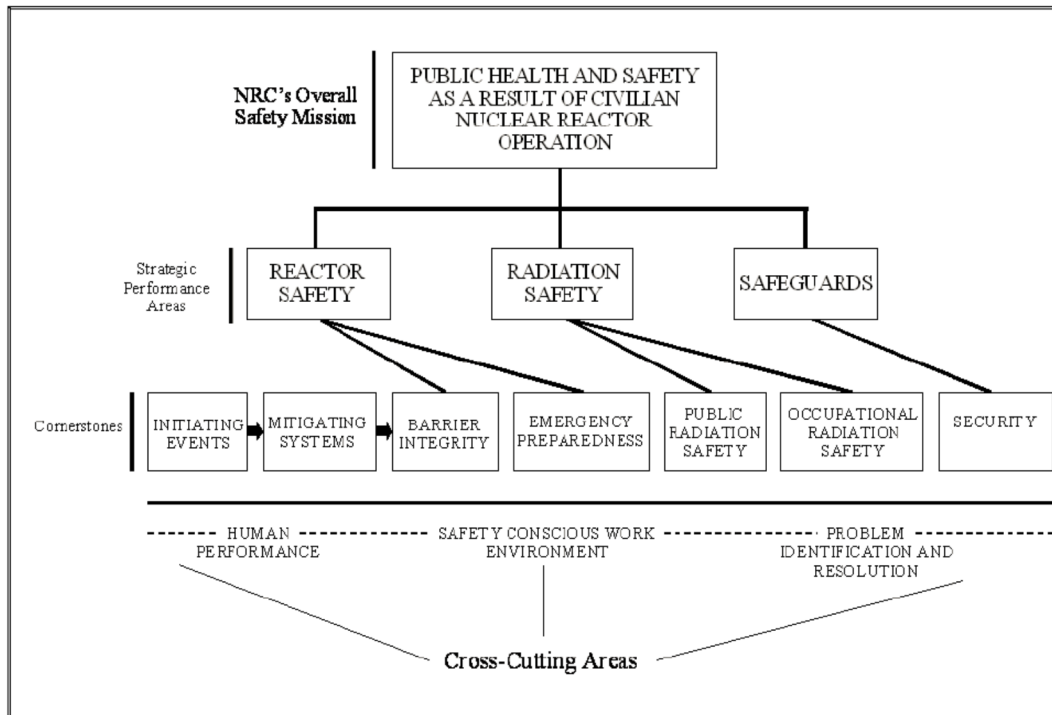 NRC's Overall
Safety Mission
PUBLIC HEALTH AND SAFETY
AS A RESULT OF CIVILIAN
NUCLEAR REACTOR
OPERATION
Strategic
Performance
Areas
REACTOR
SAFETY
RADIATION
SAFETY
SAFEGUARDS
Cornerstones
INITIATING
EVENTS
MITIGATING
SYSTEMS
BARRIER
INTEGRITY
EMERGENCY
PREPAREDNESS
PUBLIC
RADIATION
SAFETY
OCCUPATIONAL
RADIATION
SAFETY
SECURITY
HUMAN
PERFORMANCE
SAFETY CONSCIOUS WORK
ENVIRONMENT
PROBLEM
IDENTIFICATION AND
RESOLUTION
Cross-Cutting Areas